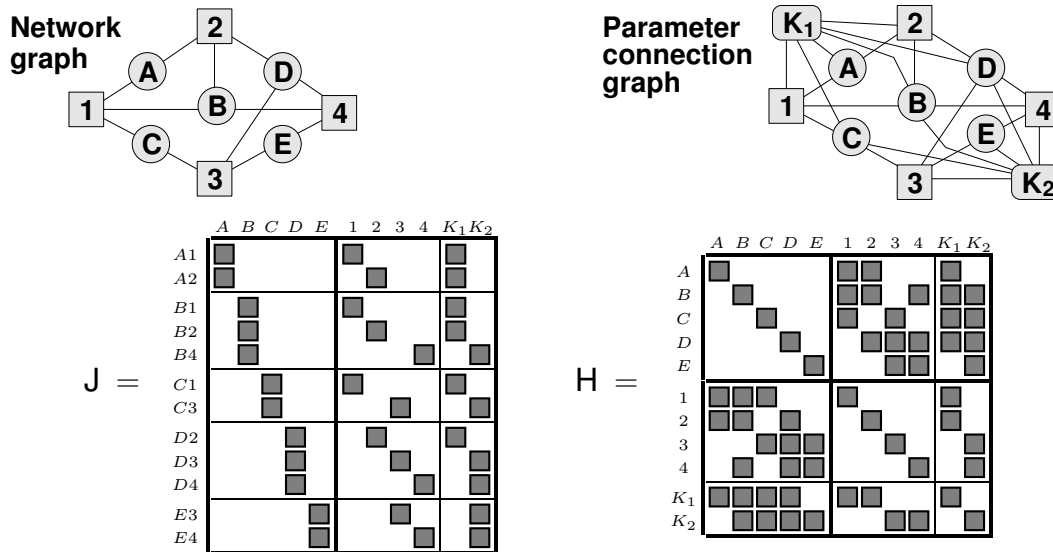 Network
graph
1
2
3
4
A
B
C
D
E
Parameter
connection
graph
K1
2
A
D
1
B
4
C
E
3
K2
J =
A B C D E 1 2 3 4 K1 K2
A1
A2
B1
B2
B4
C1
C3
D2
D3
D4
E3
E4
H =
A B C D E 1 2 3 4 K1 K2
A
B
C
D
E
1
2
3
4
K1
K2